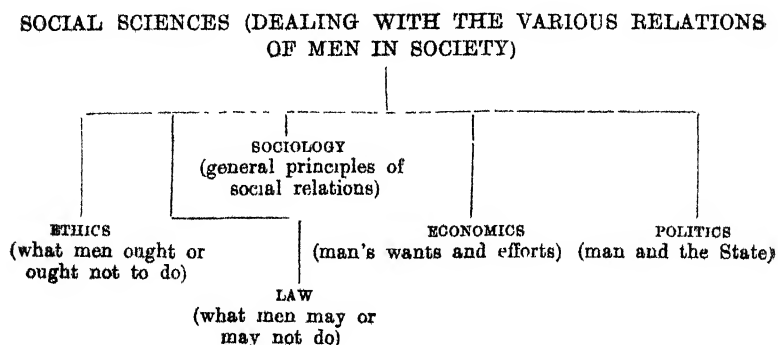 SOCIAL SCIENCES (DEALING WITH THE VARIOUS RELATIONS
OF MEN IN SOCIETY)
SOCIOLOGY
(general principles of
social relations)
ETHICS
(what men ought or
ought not to do)
ECONOMICS
(man's wants and efforts)
POLITICS
(man and the State)
LAW
(what men may or
may not do)